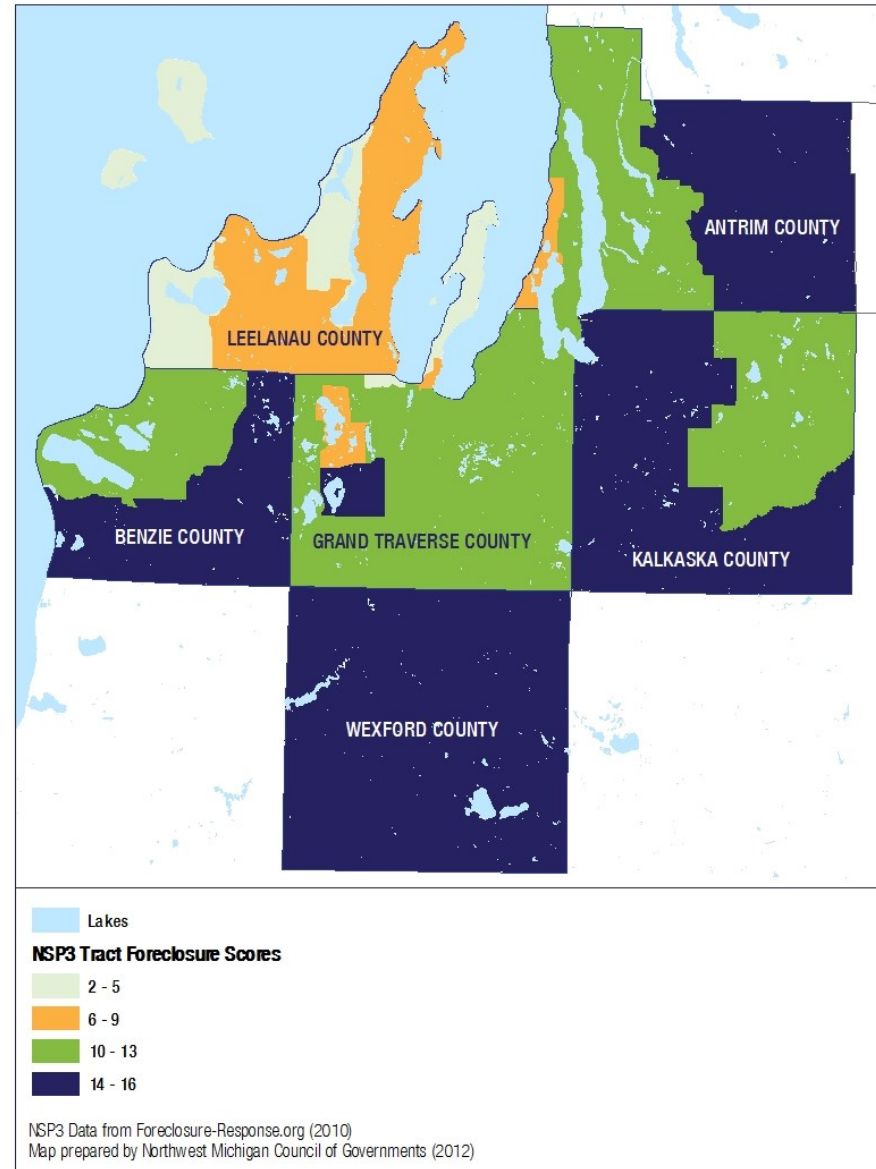 ANTRIM COUNTY
LEELANAU COUNTY
BENZIE COUNTY
GRAND TRAVERSE COUNTY
KALKASKA COUNTY
WEXFORD COUNTY
Lakes
NSP3 Tract Foreclosure Scores
2 - 5
6 - 9
10 - 13
14 - 16
NSP3 Data from Foreclosure-Response.org (2010)
Map prepared by Northwest Michigan Council of Governments (2012)